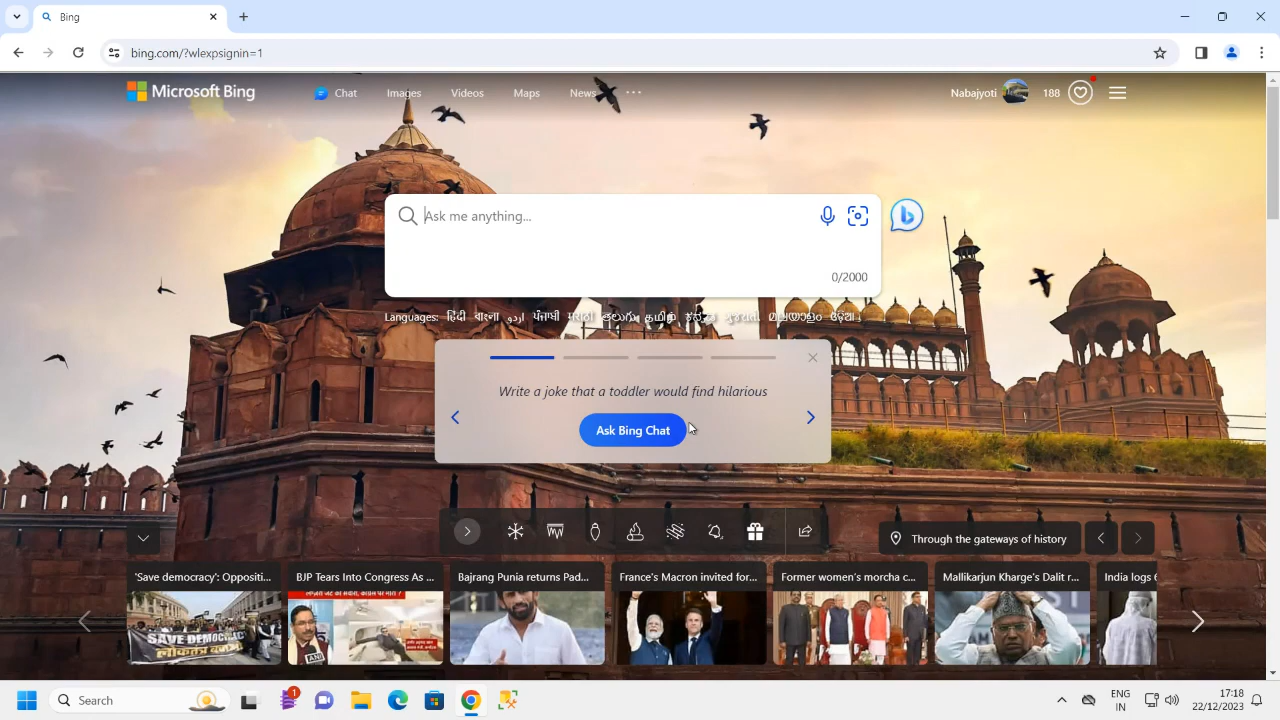 Bing
bing.com/?wlexpsignin=1
Microsoft Bing
Chat
Images
Videos
Maps
News
Nabajyoti
188
Ask me anything...
0/2000
Languages: हिंदी বাংলা اردو ਪੰਜਾਬੀ मराठी తెలుగు தமிழ் ಕನ್ನಡ ગુજરાતી മലയാളം ଓଡ଼ିଆ
Write a joke that a toddler would find hilarious
Ask Bing Chat
Through the gateways of history
'Save democracy': Oppositi...
BJP Tears Into Congress As ...
Bajrang Punia returns Pad...
France's Macron invited for...
Former women's morcha c...
Mallikarjun Kharge's Dalit r...
India logs
SAVE DEMOCRACY
ANI
Search
1
ENG
IN
17:18
22/12/2023